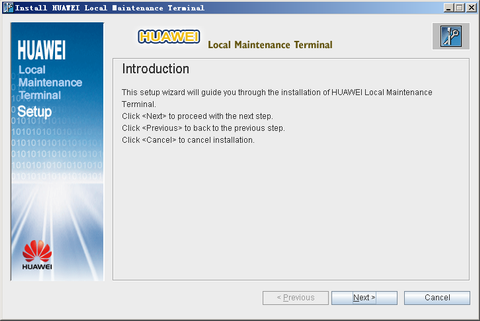 Install HUAWEI Local Maintenance Terminal
HUAWEI
Local
Maintenance
Terminal
Setup
HUAWEI
HUAWEI Local Maintenance Terminal
Introduction
This setup wizard will guide you through the installation of HUAWEI Local Maintenance
Terminal.
Click <Next> to proceed with the next step.
Click <Previous> to back to the previous step.
Click <Cancel> to cancel installation.
< Previous
Next >
Cancel